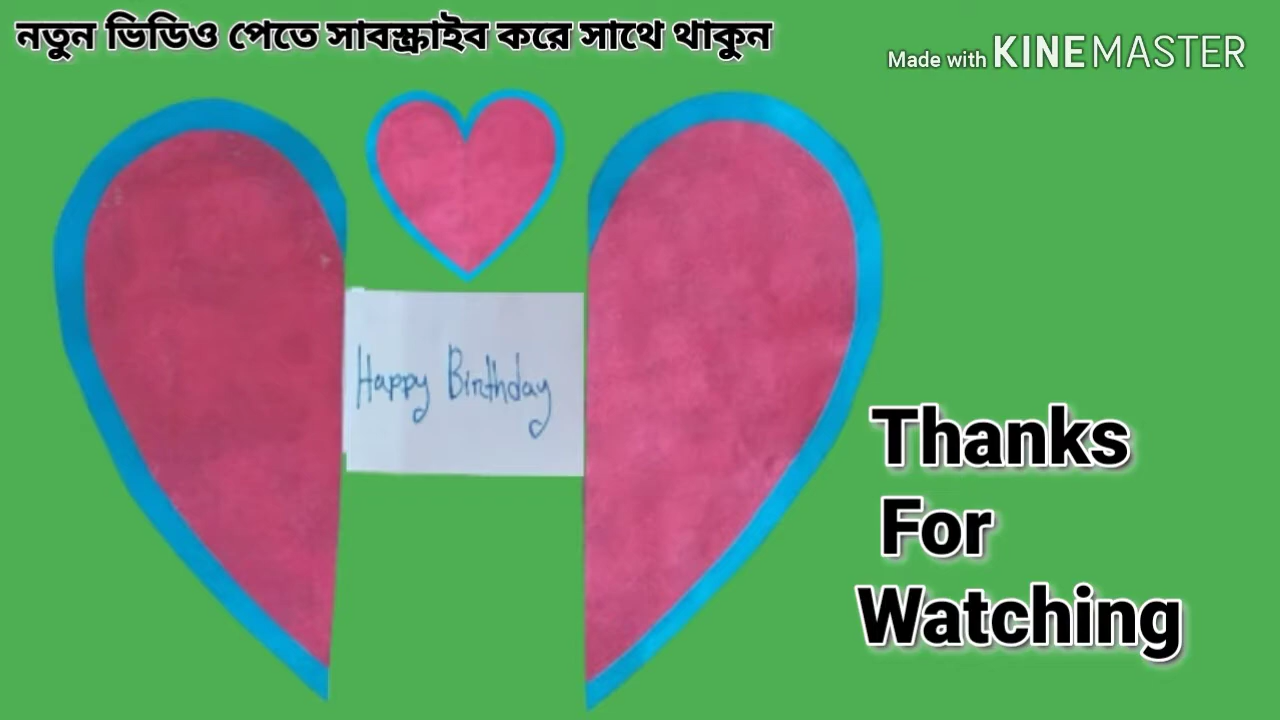 নতুন ভিডিও পেতে সাবস্ক্রাইব করে সাথে থাকুন
Made with KINEMASTER
Happy Birthday
Thanks
For
Watching